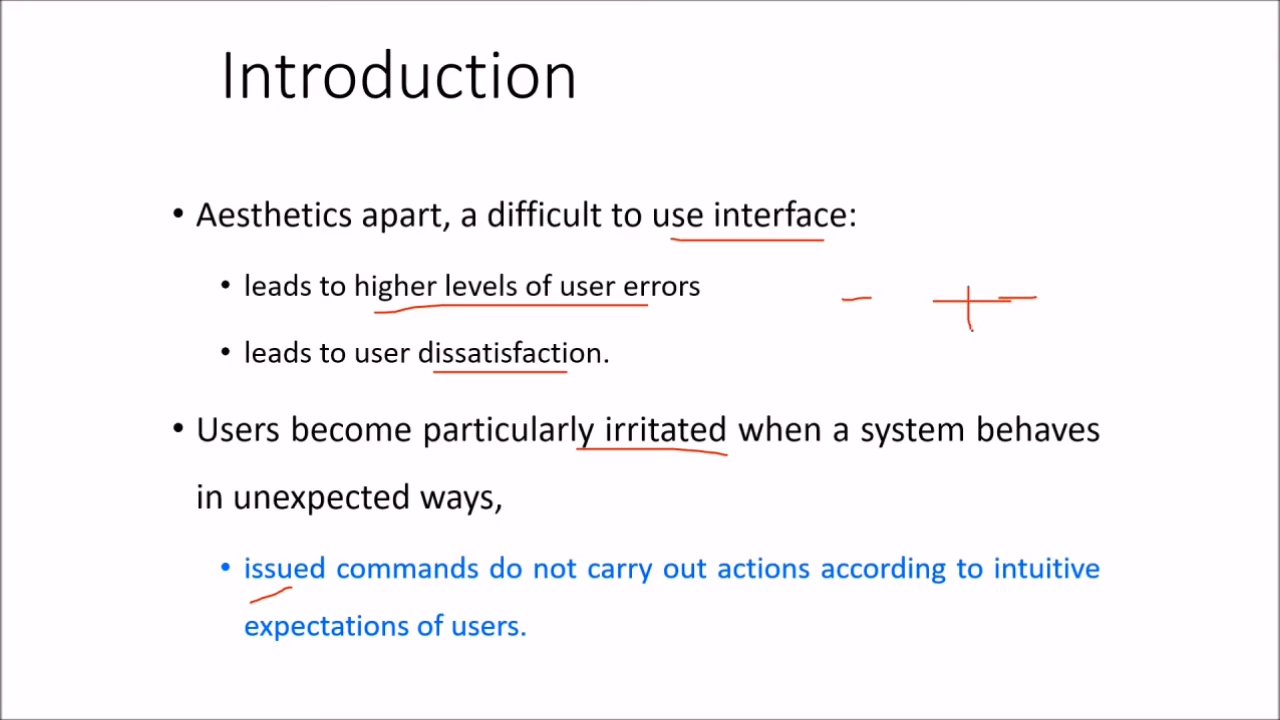 Introduction
• Aesthetics apart, a difficult to use interface:
• leads to higher levels of user errors
• leads to user dissatisfaction.
• Users become particularly irritated when a system behaves
in unexpected ways,
• issued commands do not carry out actions according to intuitive
expectations of users.